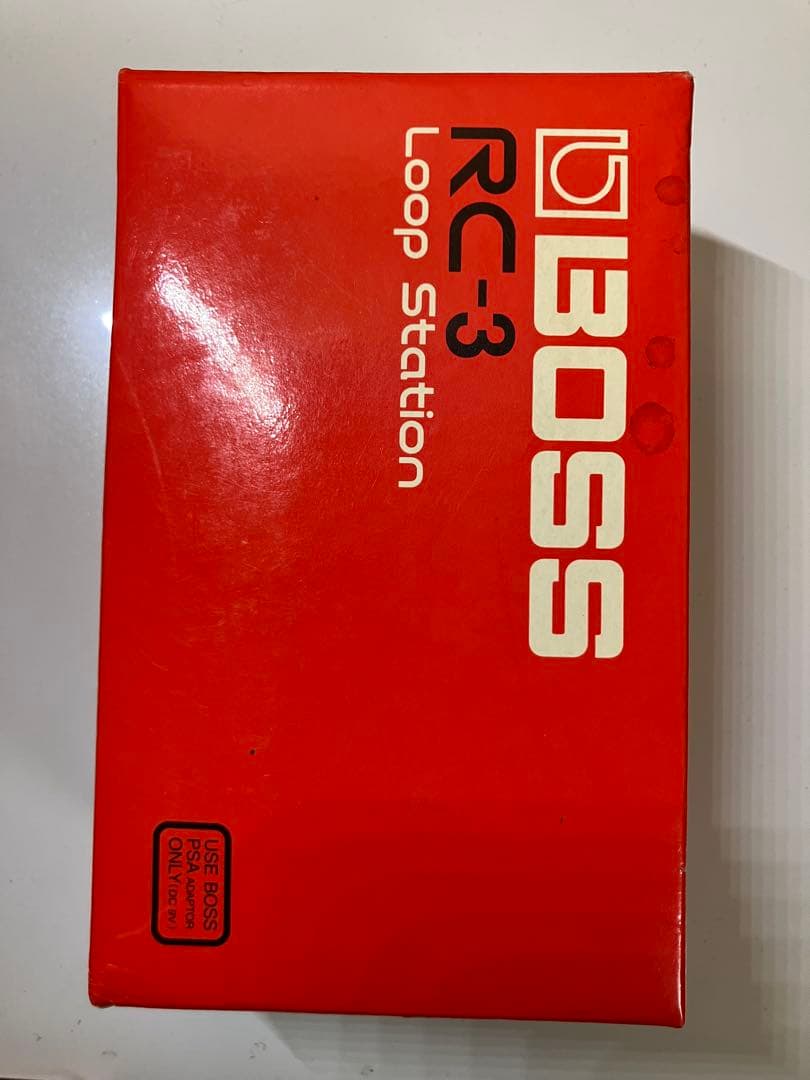 BOSS
RC-3
Loop Station
USE BOSS
PSA ADAPTOR
ONLY (DC 9V)